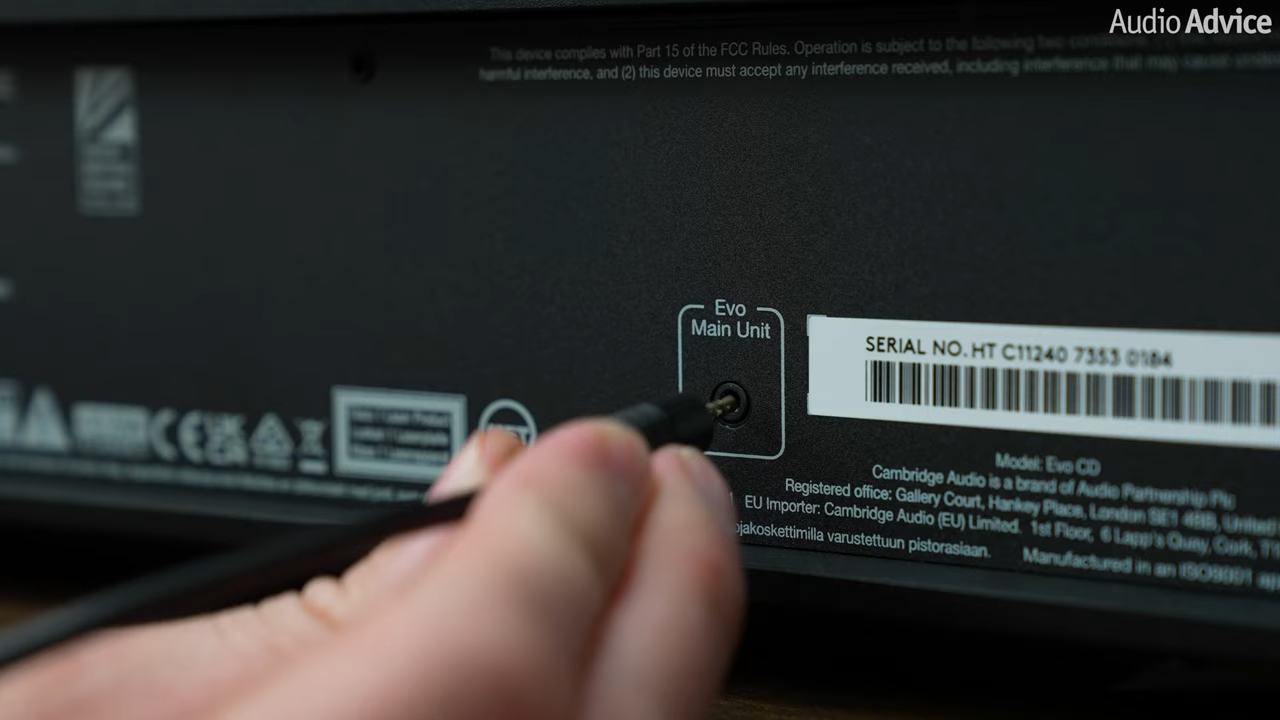 Audio Advice
This device complies with Part 15 of the FCC Rules. Operation is subject to the following two conditions,
harmful interference, and (2) this device must accept any interference received, including interference that may cause
Evo
Main Unit
SERIAL NO. HT C11240 7353 0184
Model: Evo CD
Cambridge Audio is a brand of Audio Partnership Plc
Registered office: Gallery Court, Hankey Place, London SE1 4BB, United
EU Importer: Cambridge Audio (EU) Limited. 1st Floor, 6 Lapp's Quay, Cork,
ojakoskettimilla varustettuun pistorasiaan. Manufactured in an ISO9001